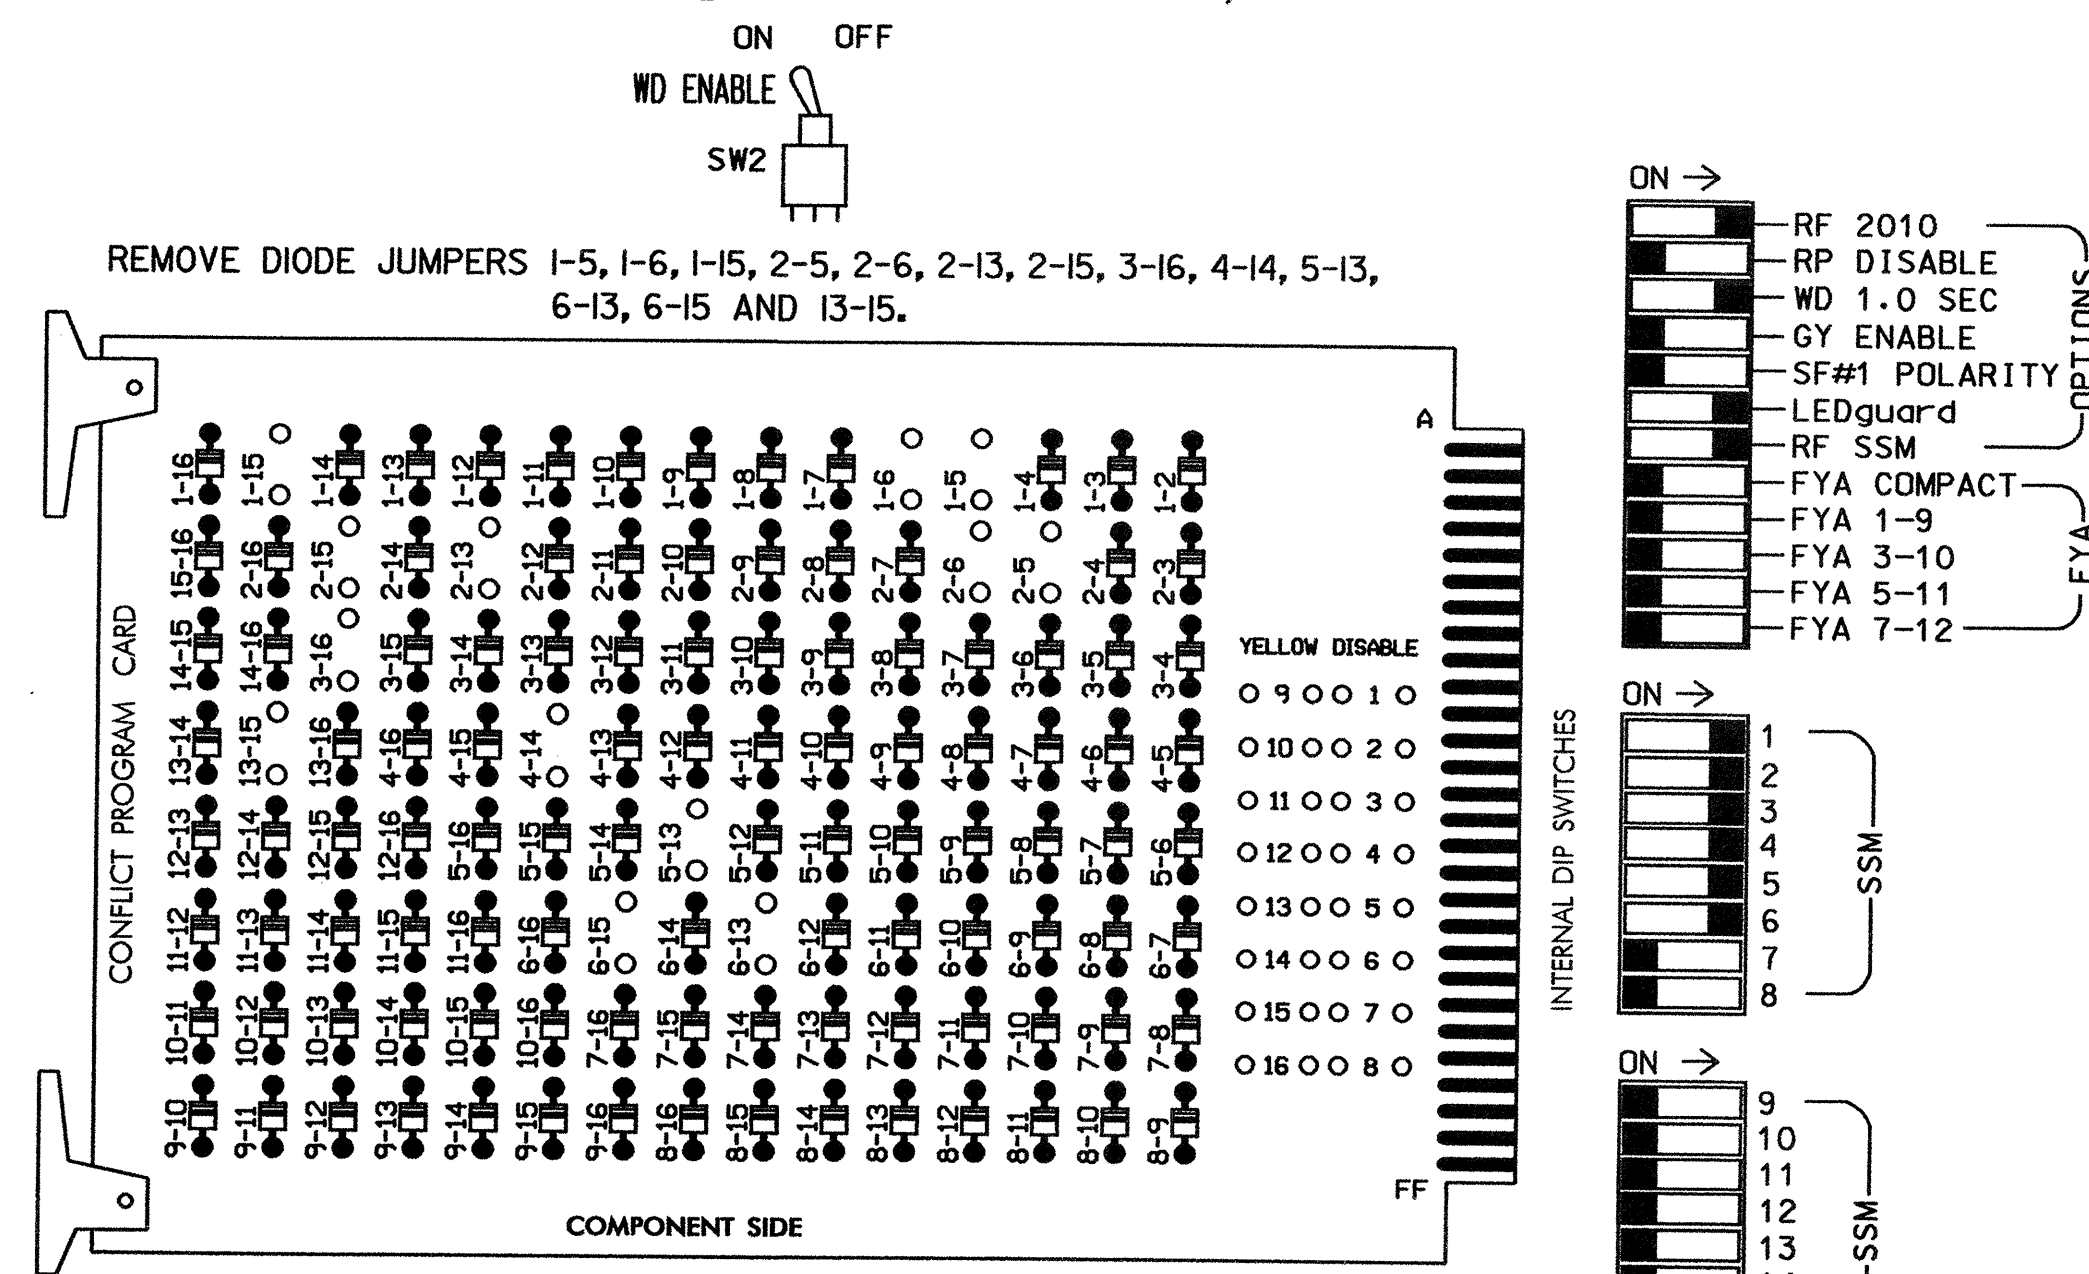 ON OFF
WD ENABLE
SW2
REMOVE DIODE JUMPERS 1-5, 1-6, 1-15, 2-5, 2-6, 2-13, 2-15, 3-16, 4-14, 5-13,
6-13, 6-15 AND 13-15.
CONFLICT PROGRAM CARD
1-16 1-15 1-14 1-13 1-12 1-11 1-10 1-9 1-8 1-7 1-6 1-5 1-4 1-3 1-2
15-16 2-16 2-15 2-14 2-13 2-12 2-11 2-10 2-9 2-8 2-7 2-6 2-5 2-4 2-3
14-15 14-16 3-16 3-15 3-14 3-13 3-12 3-11 3-10 3-9 3-8 3-7 3-6 3-5 3-4
13-14 13-15 13-16 4-16 4-15 4-14 4-13 4-12 4-11 4-10 4-9 4-8 4-7 4-6 4-5
12-13 12-14 12-15 12-16 5-16 5-15 5-14 5-13 5-12 5-11 5-10 5-9 5-8 5-7 5-6
11-12 11-13 11-14 11-15 11-16 6-16 6-15 6-14 6-13 6-12 6-11 6-10 6-9 6-8 6-7
10-11 10-12 10-13 10-14 10-15 10-16 7-16 7-15 7-14 7-13 7-12 7-11 7-10 7-9 7-8
9-10 9-11 9-12 9-13 9-14 9-15 9-16 8-16 8-15 8-14 8-13 8-12 8-11 8-10 8-9
COMPONENT SIDE
A
YELLOW DISABLE
9 1
10 2
11 3
12 4
13 5
14 6
15 7
16 8
FF
INTERNAL DIP SWITCHES
ON →
RF 2010
RP DISABLE
WD 1.0 SEC
GY ENABLE
SF#1 POLARITY
LEDguard
RF SSM
OPTIONS
FYA COMPACT
FYA 1-9
FYA 3-10
FYA 5-11
FYA 7-12
FYA
ON →
1
2
3
4
5
6
7
8
SSM
ON →
9
10
11
12
13
SSM